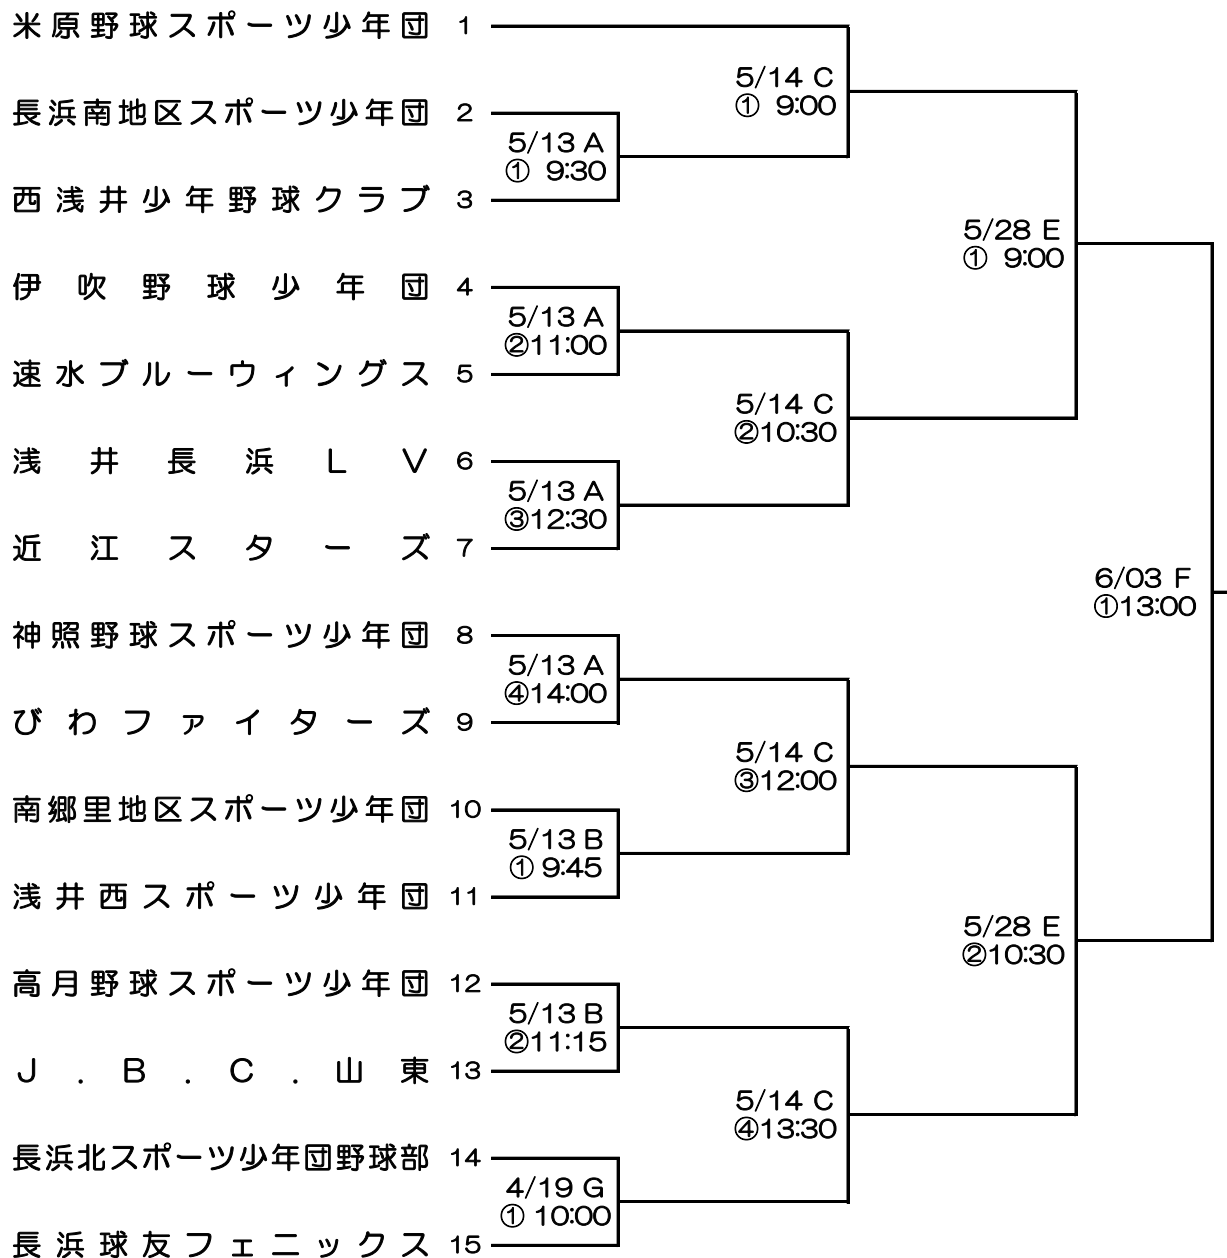 米原野球スポーツ少年団 1
5/14 C
① 9:00
長浜南地区スポーツ少年団 2
5/13 A
① 9:30
西浅井少年野球クラブ 3
5/28 E
① 9:00
伊吹野球少年団 4
5/13 A
②11:00
速水ブルーウィングス 5
5/14 C
②10:30
浅井長浜LV 6
5/13 A
③12:30
近江スターズ 7
6/03 F
①13:00
神照野球スポーツ少年団 8
5/13 A
④14:00
びわファイターズ 9
5/14 C
③12:00
南郷里地区スポーツ少年団 10
5/13 B
① 9:45
浅井西スポーツ少年団 11
5/28 E
②10:30
高月野球スポーツ少年団 12
5/13 B
②11:15
J.B.C.山東 13
5/14 C
④13:30
長浜北スポーツ少年団野球部 14
4/19 G
① 10:00
長浜球友フェニックス 15